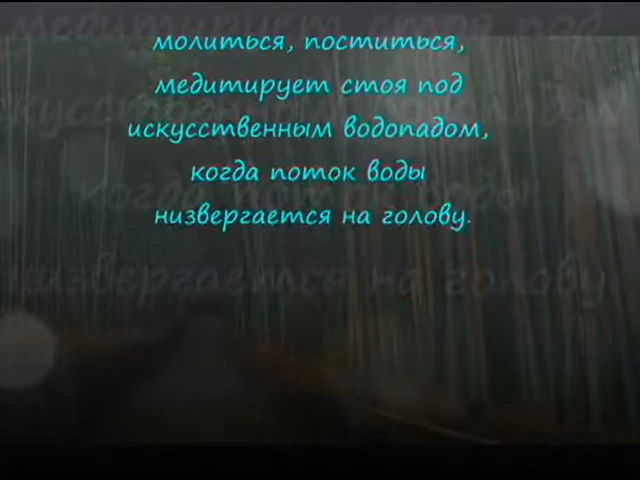 молиться, поститься,
медитирует стоя под
искусственным водопадом,
когда поток воды
низвергается на голову.